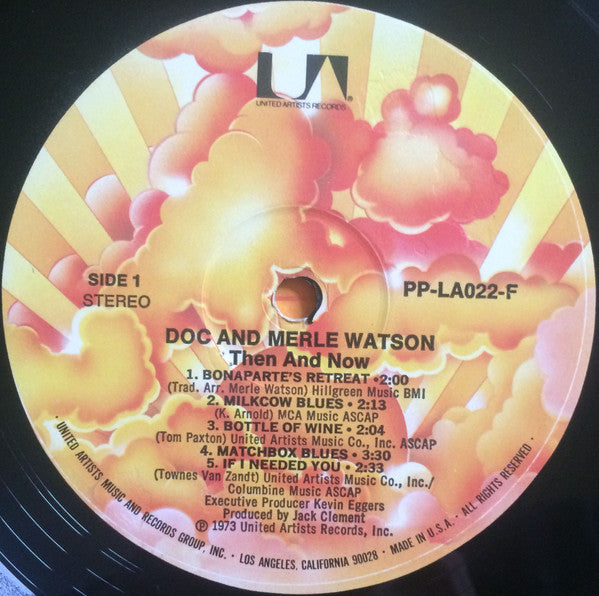 UA
UNITED ARTISTS RECORDS ®
SIDE 1
STEREO
PP-LA022-F
DOC AND MERLE WATSON
Then And Now
1. BONAPARTE'S RETREAT • 2:00
(Trad. Arr. Merle Watson) Hillgreen Music BMI
2. MILKCOW BLUES • 2:13
(K. Arnold) MCA Music ASCAP
3. BOTTLE OF WINE • 2:04
(Tom Paxton) United Artists Music Co., Inc. ASCAP
4. MATCHBOX BLUES • 3:30
5. IF I NEEDED YOU • 2:33
(Townes Van Zandt) United Artists Music Co., Inc./
Columbine Music ASCAP
Executive Producer Kevin Eggers
Produced by Jack Clement
℗ 1973 United Artists Records, Inc.
• UNITED ARTISTS MUSIC AND RECORDS GROUP, INC. • LOS ANGELES, CALIFORNIA 90028 • MADE IN U.S.A. • ALL RIGHTS RESERVED •